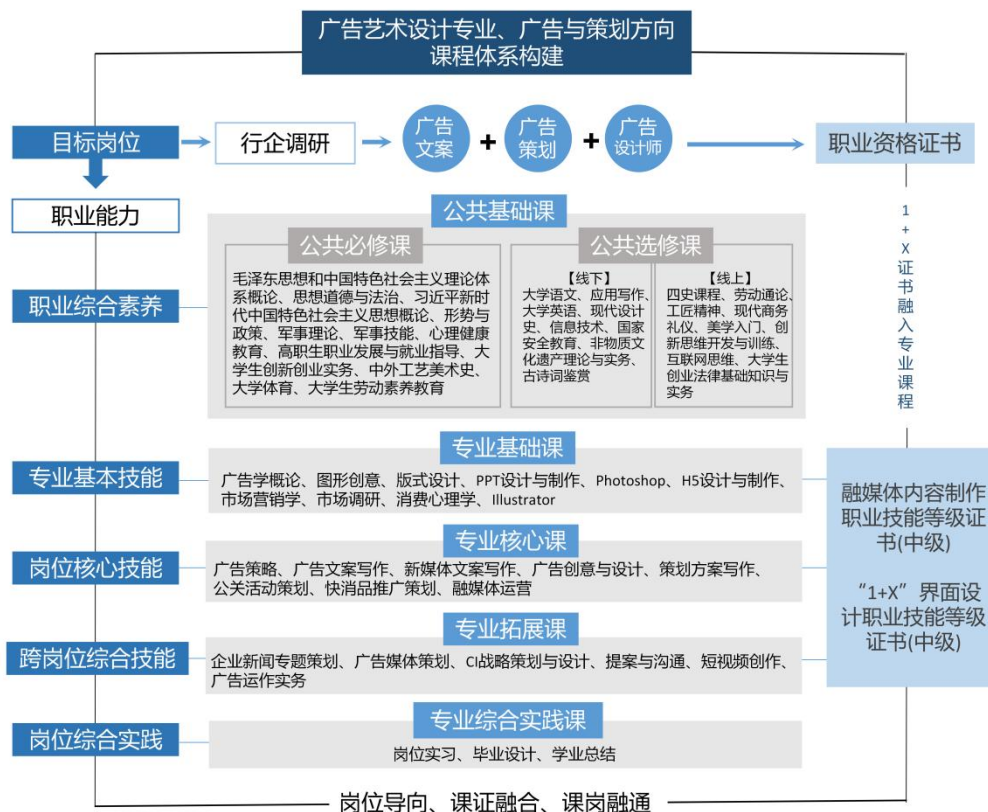 广告艺术设计专业、广告与策划方向
课程体系构建
目标岗位
行企调研
广告
文案
+
广告
策划
+
广告
设计师
职业资格证书
职业能力
1+X证书融入专业课程
公共基础课
职业综合素养
公共必修课
毛泽东思想和中国特色社会主义理论体
系概论、思想道德与法治、习近平新时
代中国特色社会主义思想概论、形势与
政策、军事理论、军事技能、心理健康
教育、高职生职业发展与就业指导、大
学生创新创业实务、中外工艺美术史、
大学体育、大学生劳动素养教育
公共选修课
【线下】
大学语文、应用写作、
大学英语、现代设计
史、信息技术、国家
安全教育、非物质文
化遗产理论与实务、
古诗词鉴赏
【线上】
四史课程、劳动通论、
工匠精神、现代商务
礼仪、美学入门、创
新思维开发与训练、
互联网思维、大学生
创业法律基础知识与
实务
专业基础课
专业基本技能
广告学概论、图形创意、版式设计、PPT设计与制作、Photoshop、H5设计与制作、
市场营销学、市场调研、消费心理学、Illustrator
专业核心课
岗位核心技能
广告策略、广告文案写作、新媒体文案写作、广告创意与设计、策划方案写作、
公关活动策划、快消品推广策划、融媒体运营
专业拓展课
跨岗位综合技能
企业新闻专题策划、广告媒体策划、CI战略策划与设计、提案与沟通、短视频创作、
广告运作实务
专业综合实践课
岗位综合实践
岗位实习、毕业设计、学业总结
融媒体内容制作
职业技能等级证
书(中级)
“1+X”界面设
计职业技能等级
证书(中级)
岗位导向、课证融合、课岗融通